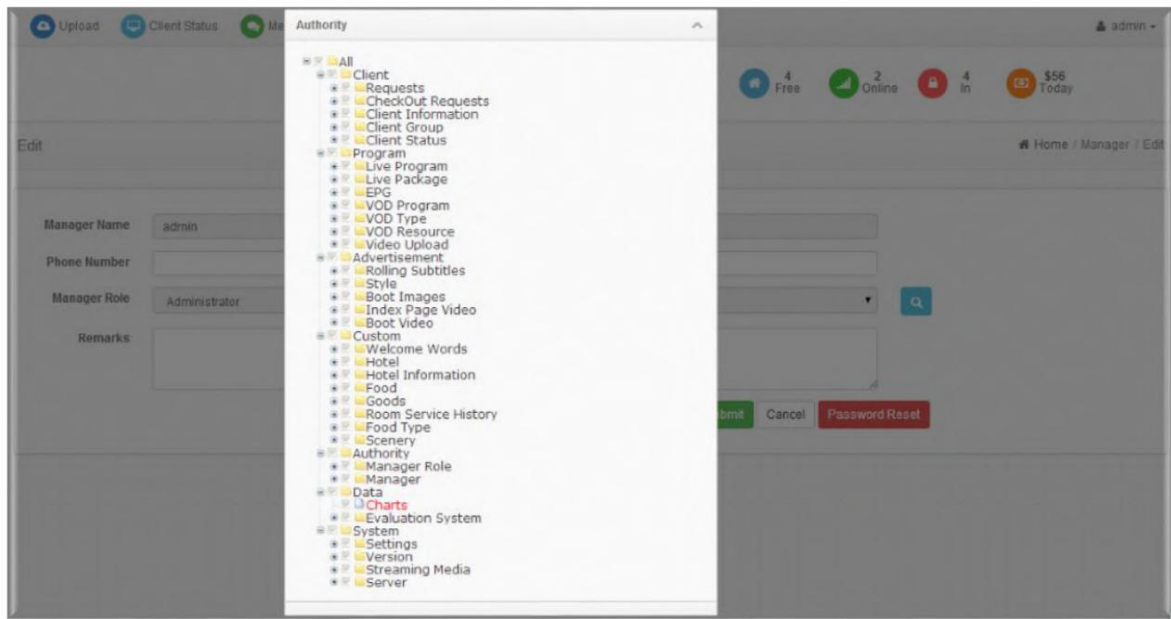 Upload
Client Status
Authority
admin
4
Free
2
Online
4
In
$56
Today
Edit
Home / Manager / Edit
Manager Name
admin
Phone Number
Manager Role
Administrator
Remarks
Cancel
Password Reset
All
Client
Requests
CheckOut Requests
Client Information
Client Group
Client Status
Program
Live Program
Live Package
EPG
VOD Program
VOD Type
VOD Resource
Video Upload
Advertisement
Rolling Subtitles
Style
Boot Images
Index Page Video
Boot Video
Custom
Welcome Words
Hotel
Hotel Information
Food
Goods
Room Service History
Food Type
Scenery
Authority
Manager Role
Manager
Data
Charts
Evaluation System
System
Settings
Version
Streaming Media
Server